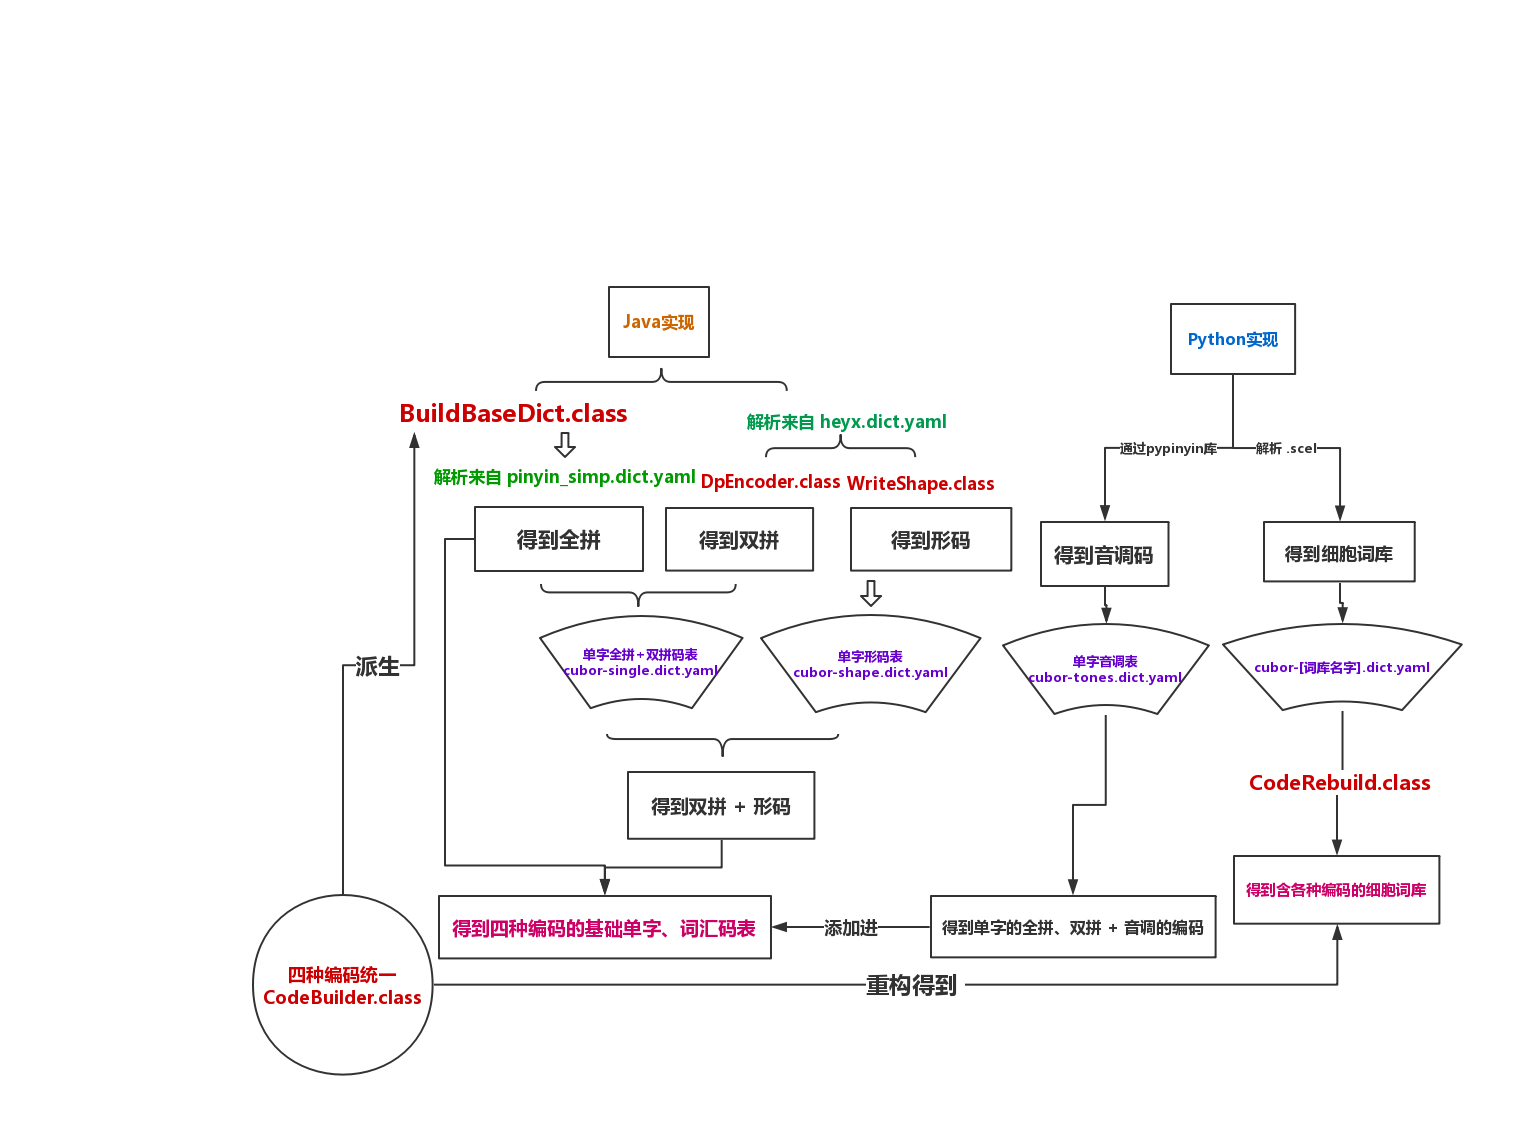 Java实现
Python实现
BuildBaseDict.class
解析来自 heyx.dict.yaml
通过pypinyin库
解析 .scel
解析来自 pinyin_simp.dict.yaml
DpEncoder.class
WriteShape.class
得到全拼
得到双拼
得到形码
得到音调码
得到细胞词库
单字全拼+双拼码表
cubor-single.dict.yaml
单字形码表
cubor-shape.dict.yaml
单字音调表
cubor-tones.dict.yaml
cubor-[词库名字].dict.yaml
派生
CodeRebuild.class
得到双拼 + 形码
得到含各种编码的细胞词库
得到四种编码的基础单字、词汇码表
添加进
得到单字的全拼、双拼 + 音调的编码
四种编码统一
CodeBuilder.class
重构得到